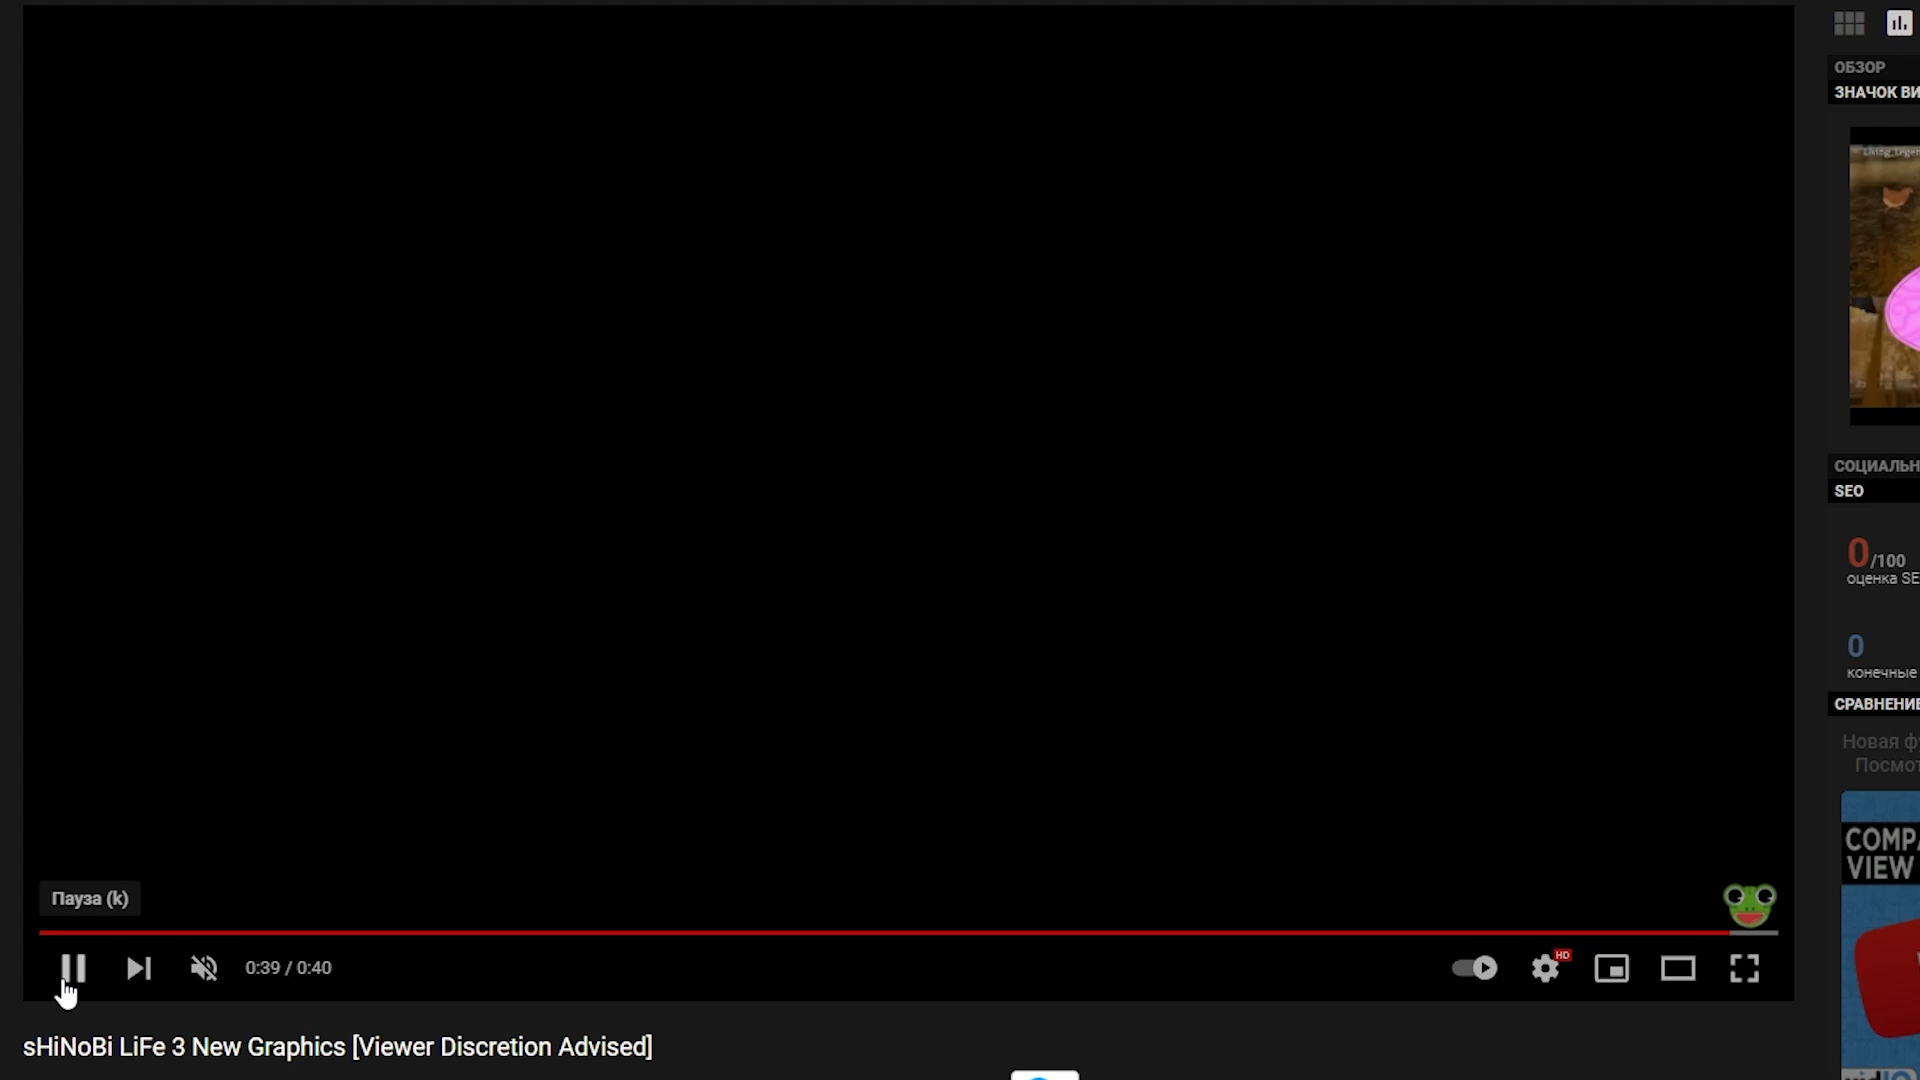 Пауза (k)
0:39 / 0:40
HD
sHiNoBi LiFe 3 New Graphics [Viewer Discretion Advised]
ОБЗОР
ЗНАЧОК ВИ
СОЦИАЛЬН
SEO
0/100
оценка SE
0
конечные
СРАВНЕНИЕ
Новая ф
Посмот
COMPA
VIEW